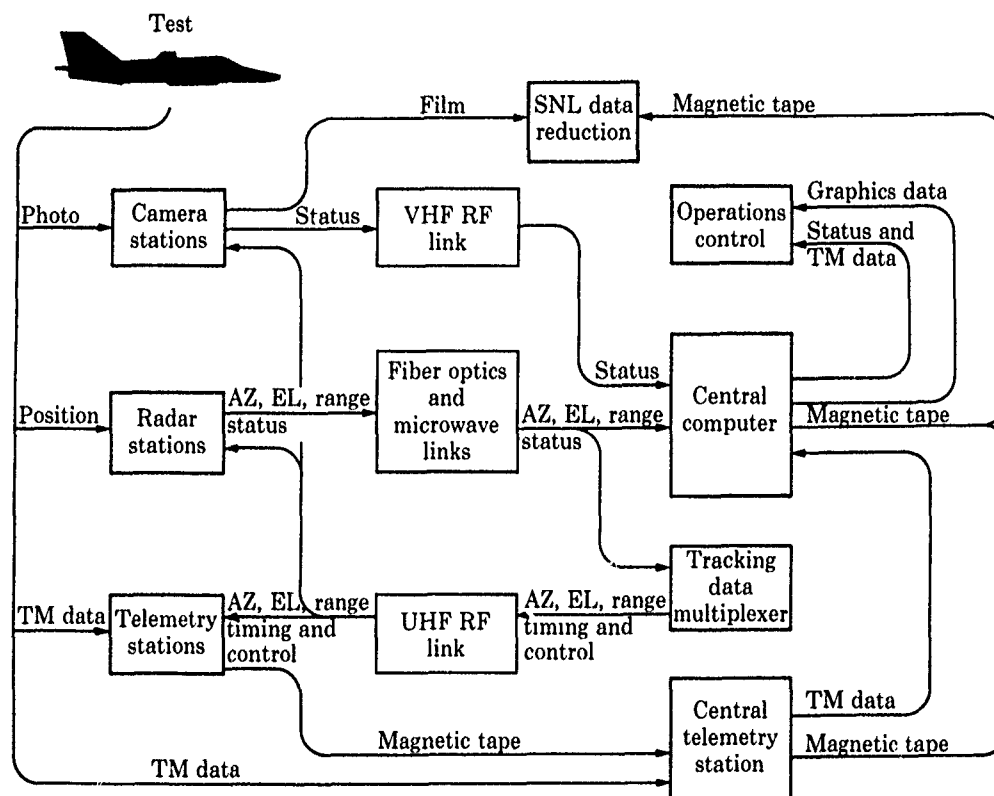 Test
Film
SNL data
reduction
Magnetic tape
Photo
Camera
stations
Status
VHF RF
link
Operations
control
Graphics data
Status and
TM data
Position
Radar
stations
AZ, EL, range
status
Fiber optics
and
microwave
links
Status
AZ, EL, range
status
Central
computer
Magnetic tape
TM data
Telemetry
stations
AZ, EL, range
timing and
control
UHF RF
link
AZ, EL, range
timing and
control
Tracking
data
multiplexer
Magnetic tape
TM data
Central
telemetry
station
TM data
Magnetic tape